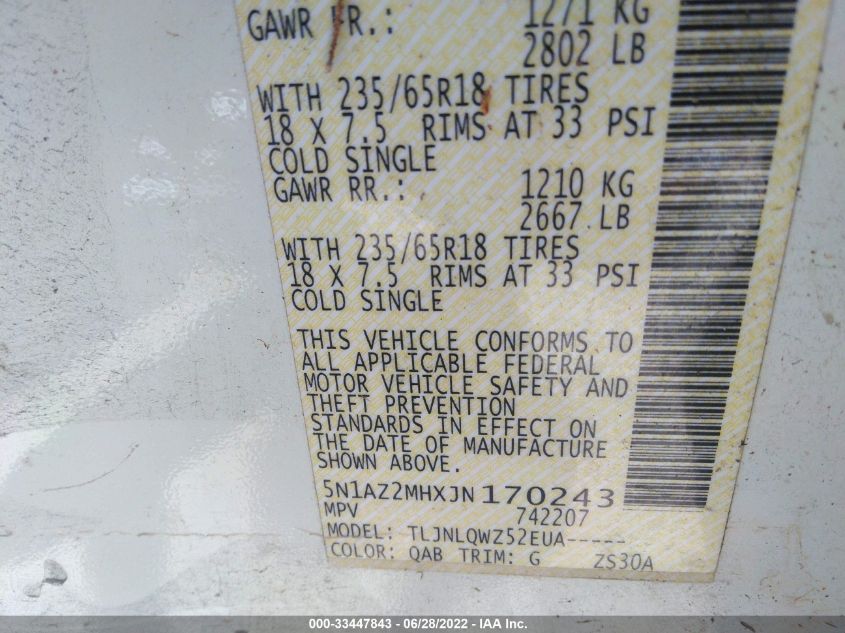 GAWR FR.: 1271 KG
2802 LB
WITH 235/65R18 TIRES
18 X 7.5 RIMS AT 33 PSI
COLD SINGLE
GAWR RR.: 1210 KG
2667 LB
WITH 235/65R18 TIRES
18 X 7.5 RIMS AT 33 PSI
COLD SINGLE
THIS VEHICLE CONFORMS TO
ALL APPLICABLE FEDERAL
MOTOR VEHICLE SAFETY AND
THEFT PREVENTION
STANDARDS IN EFFECT ON
THE DATE OF MANUFACTURE
SHOWN ABOVE.
5N1AZ2MHXJN170243
MPV 742207
MODEL: TLJNLQWZ52EUA-----
COLOR: QAB TRIM: G ZS30A
000-33447843 - 06/28/2022 - IAA Inc.